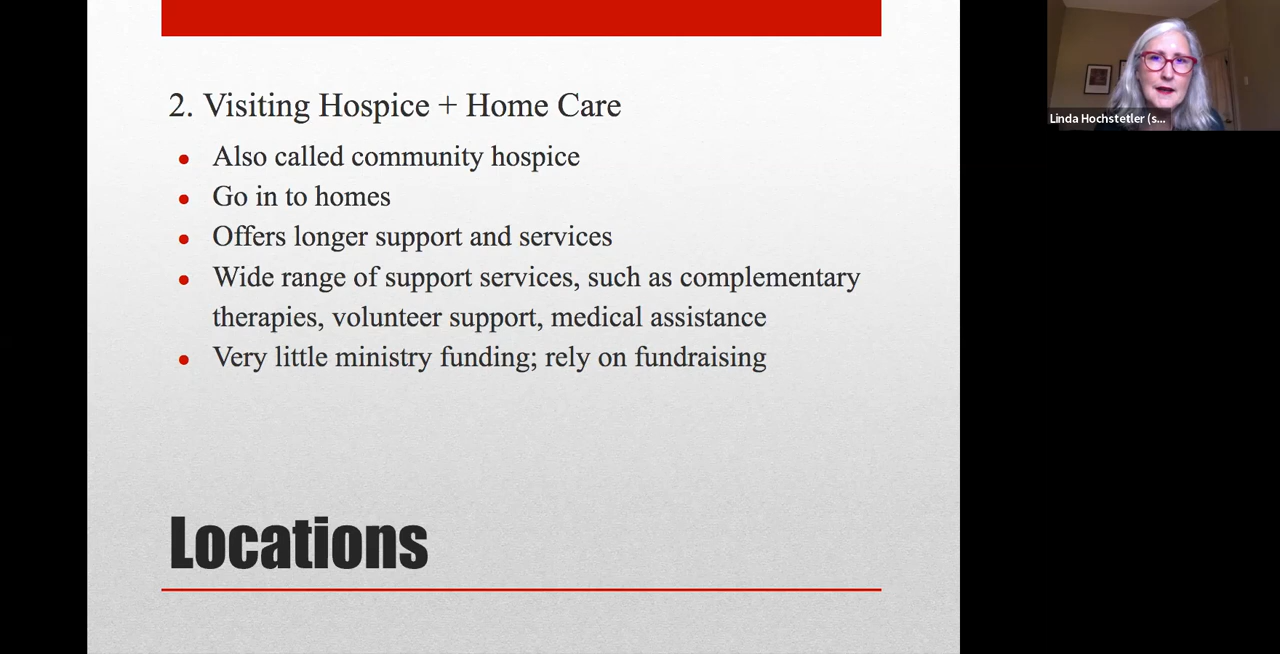 2. Visiting Hospice + Home Care
• Also called community hospice
• Go in to homes
• Offers longer support and services
• Wide range of support services, such as complementary
therapies, volunteer support, medical assistance
• Very little ministry funding; rely on fundraising
Locations
Linda Hochstetler (s...